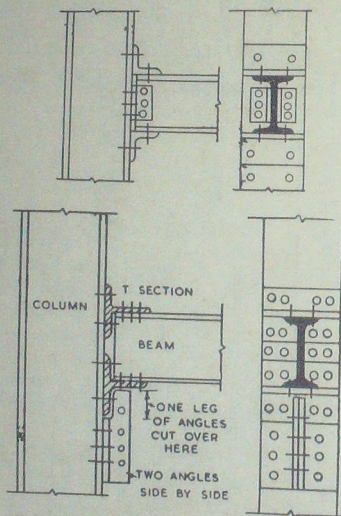 T SECTION
COLUMN
BEAM
ONE LEG
OF ANGLES
CUT OVER
HERE
TWO ANGLES
SIDE BY SIDE